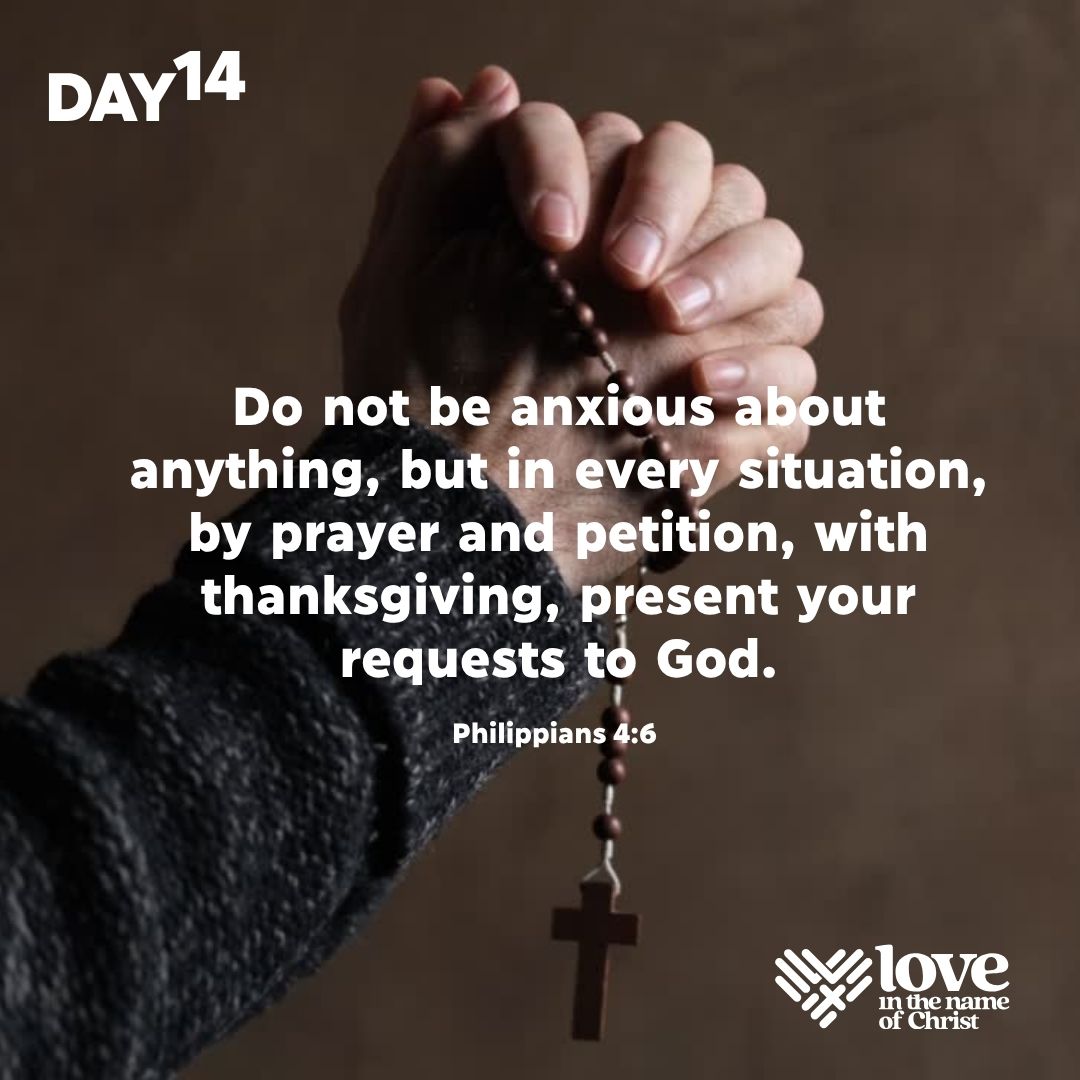 DAY14
Do not be anxious about
anything, but in every situation,
by prayer and petition, with
thanksgiving, present your
requests to God.
Philippians 4:6
love
in the name
of Christ